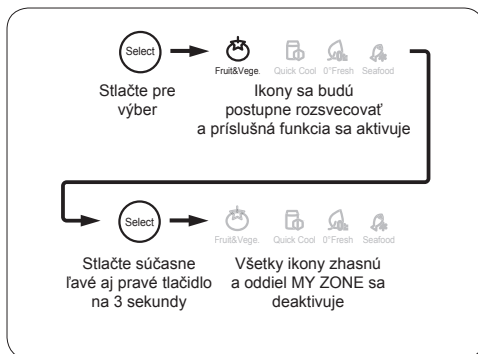 Select
Fruit&Vege. Quick Cool 0°Fresh Seafood
Stlačte pre
výber
Ikony sa budú
postupne rozsvecovať
a príslušná funkcia sa aktivuje
Select
Fruit&Vege. Quick Cool 0°Fresh Seafood
Stlačte súčasne
ľavé aj pravé tlačidlo
na 3 sekundy
Všetky ikony zhasnú
a oddiel MY ZONE sa
deaktivuje